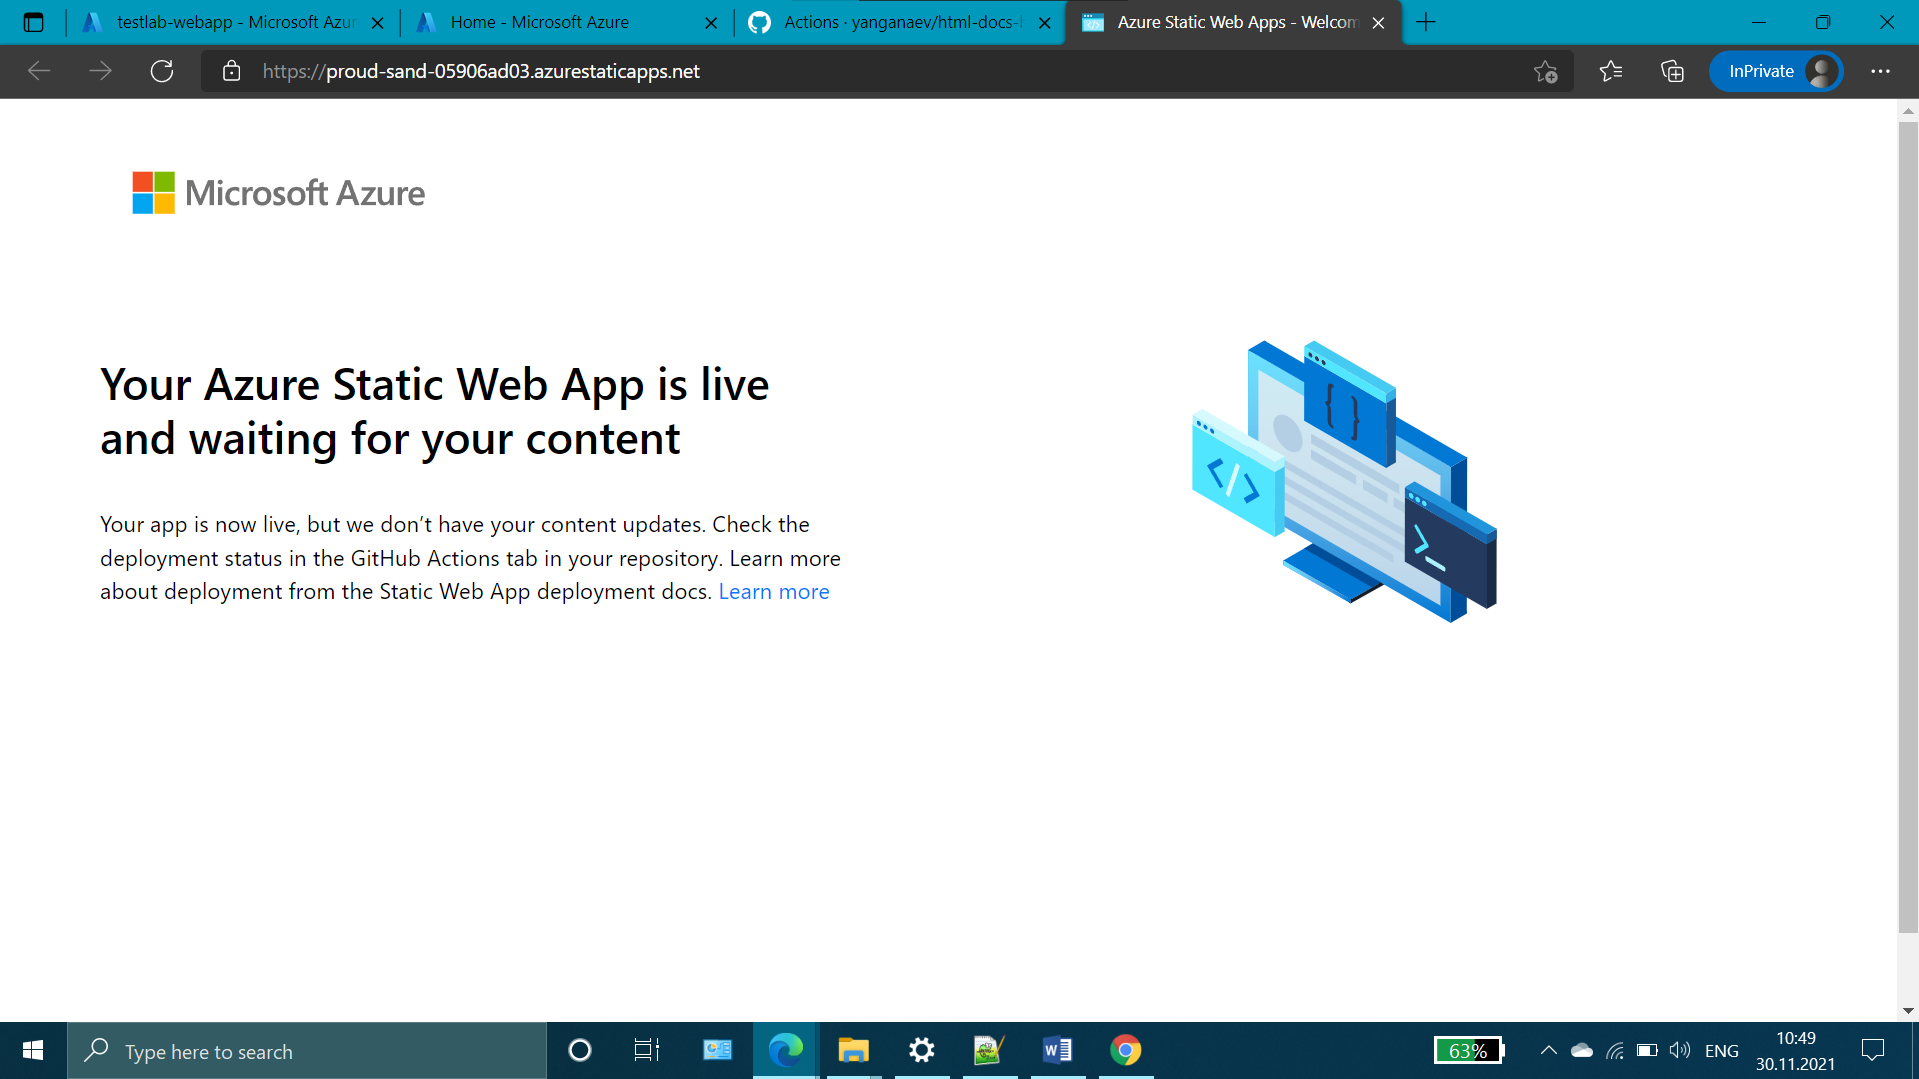 testlab-webapp - Microsoft Azur
Home - Microsoft Azure
Actions · yanganaev/html-docs-h
Azure Static Web Apps - Welcom
https://proud-sand-05906ad03.azurestaticapps.net
InPrivate
Microsoft Azure
Your Azure Static Web App is live
and waiting for your content
Your app is now live, but we don’t have your content updates. Check the
deployment status in the GitHub Actions tab in your repository. Learn more
about deployment from the Static Web App deployment docs. Learn more
{ }
</>
>_
Type here to search
63%
ENG
10:49
30.11.2021